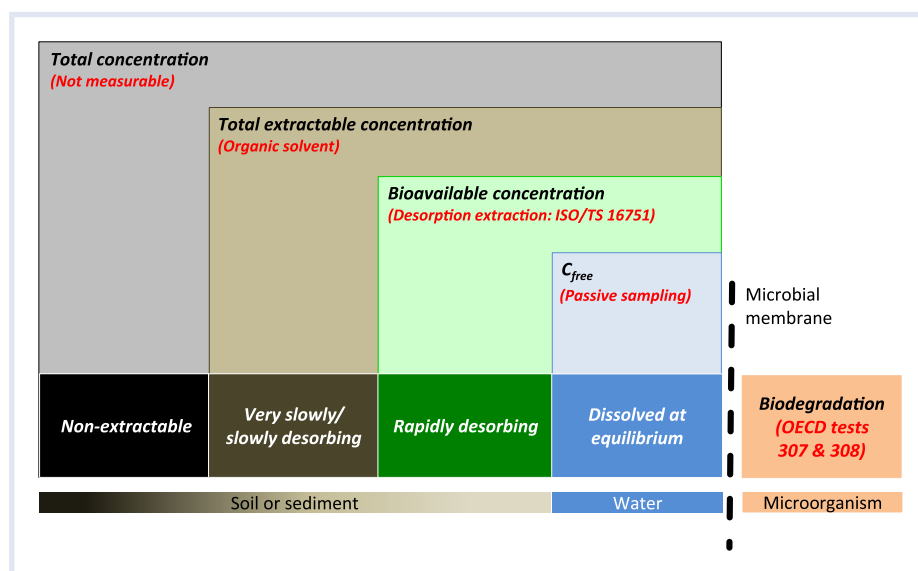 Total concentration
(Not measurable)
Total extractable concentration
(Organic solvent)
Bioavailable concentration
(Desorption extraction: ISO/TS 16751)
Cfree
(Passive sampling)
Microbial
membrane
Non-extractable
Very slowly/
slowly desorbing
Rapidly desorbing
Dissolved at
equilibrium
Biodegradation
(OECD tests
307 & 308)
Soil or sediment
Water
Microorganism